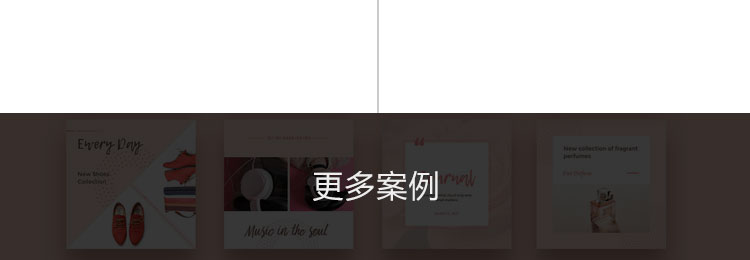 Every Day
New Shoes
Collection
Music in the soul
New collection of fragrant
perfumes
更多案例